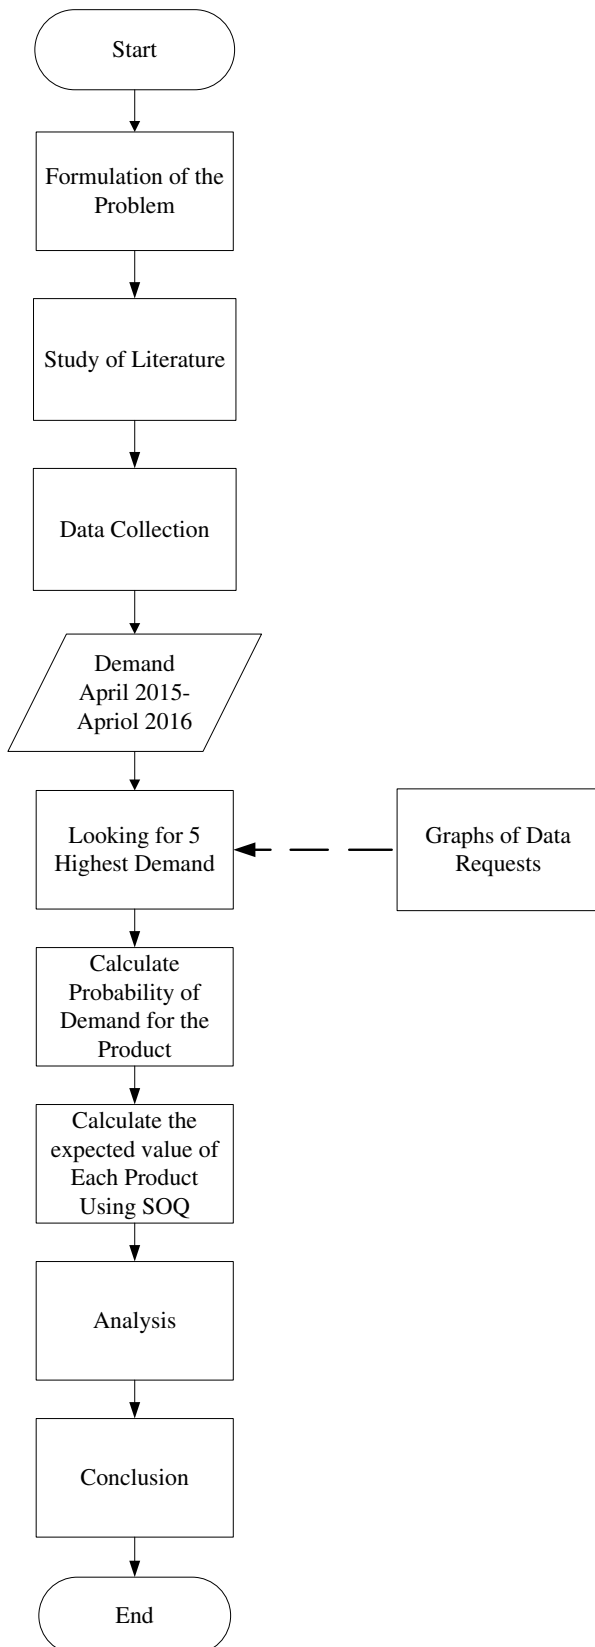 Start
Formulation of the
Problem
Study of Literature
Data Collection
Demand
April 2015-
Apriol 2016
Looking for 5
Highest Demand
Graphs of Data
Requests
Calculate
Probability of
Demand for the
Product
Calculate the
expected value of
Each Product
Using SOQ
Analysis
Conclusion
End